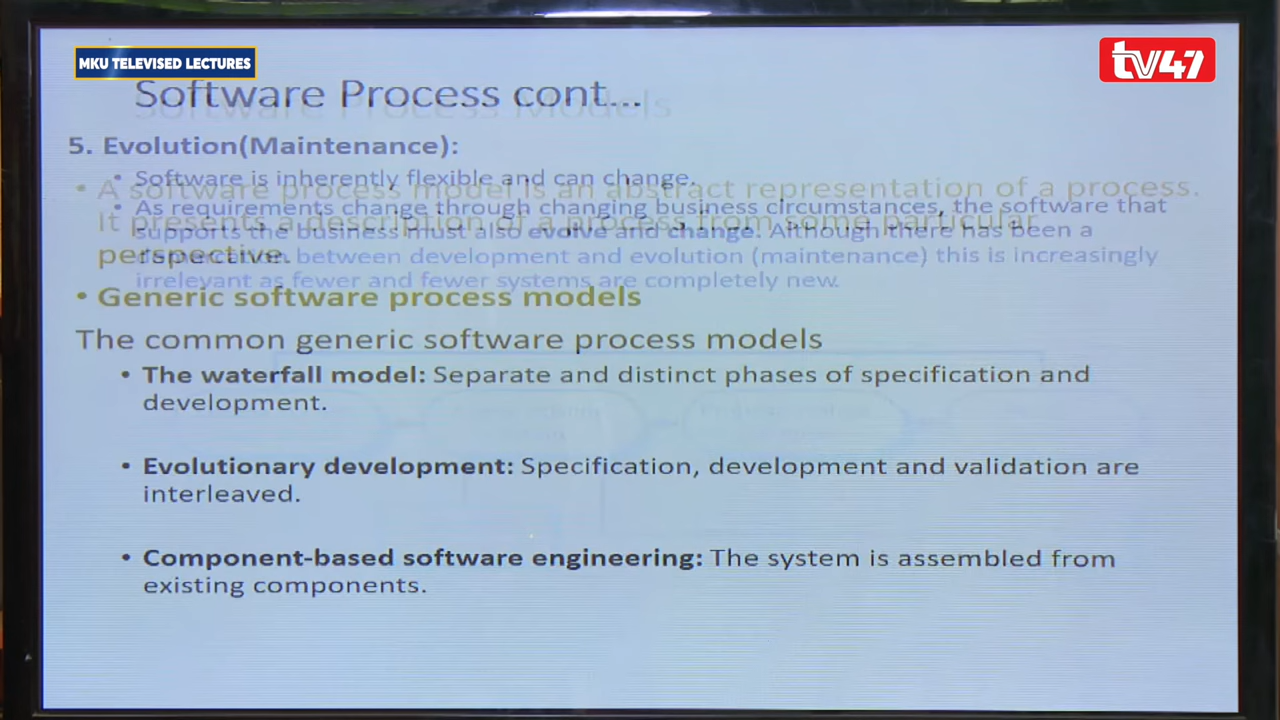 MKU TELEVISED LECTURES
tv47
Software Process cont...
Software Process Models
5. Evolution(Maintenance):
• Software is inherently flexible and can change.
• As requirements change through changing business circumstances, the software that
supports the business must also evolve and change. Although there has been a
between development and evolution (maintenance) this is increasingly
irrelevant as fewer and fewer systems are completely new.
• A software process model is an abstract representation of a process.
It presents a description of a process from some particular
perspective.
• Generic software process models
The common generic software process models
• The waterfall model: Separate and distinct phases of specification and
development.
• Evolutionary development: Specification, development and validation are
interleaved.
• Component-based software engineering: The system is assembled from
existing components.